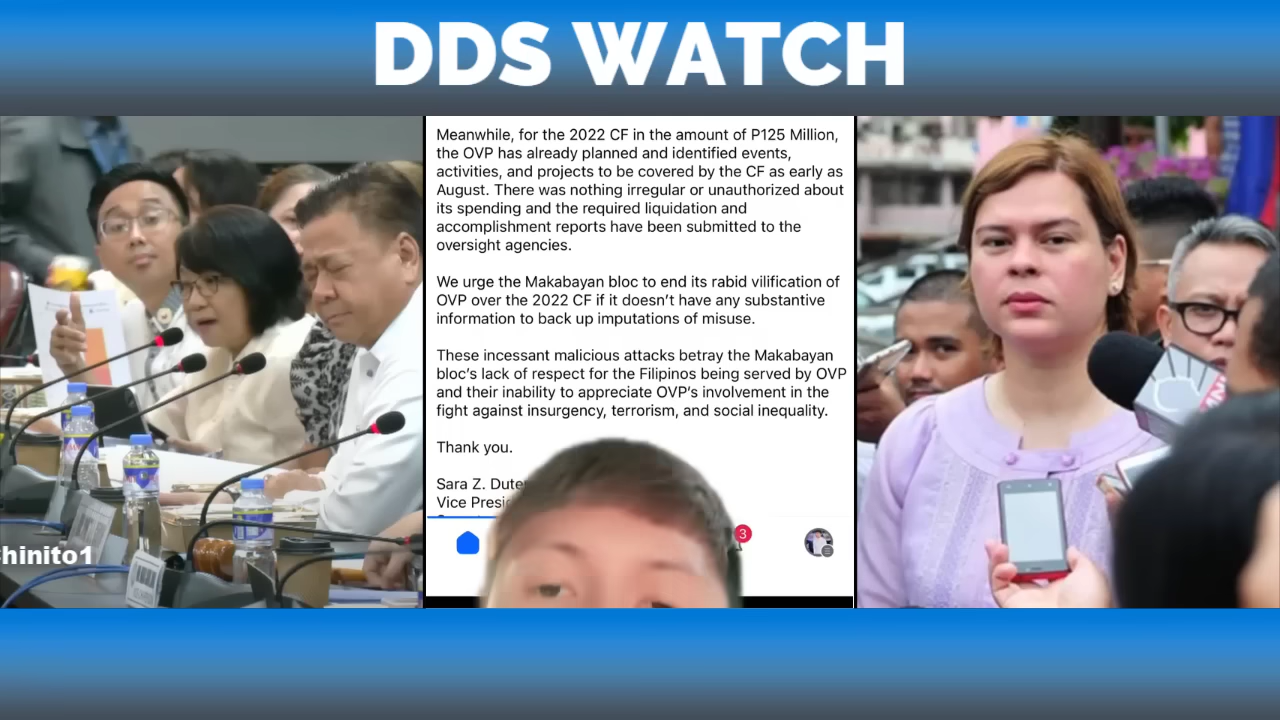 DDS WATCH
Meanwhile, for the 2022 CF in the amount of P125 Million,
the OVP has already planned and identified events,
activities, and projects to be covered by the CF as early as
August. There was nothing irregular or unauthorized about
its spending and the required liquidation and
accomplishment reports have been submitted to the
oversight agencies.
We urge the Makabayan bloc to end its rabid vilification of
OVP over the 2022 CF if it doesn't have any substantive
information to back up imputations of misuse.
These incessant malicious attacks betray the Makabayan
bloc's lack of respect for the Filipinos being served by OVP
and their inability to appreciate OVP's involvement in the
fight against insurgency, terrorism, and social inequality.
Thank you.
Sara Z.
Vice
3
hinito1